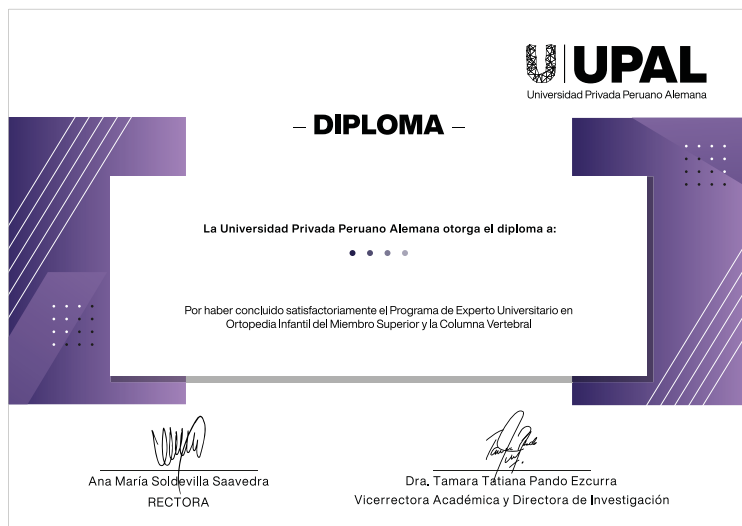 UPAL
Universidad Privada Peruano Alemana
– DIPLOMA –
La Universidad Privada Peruano Alemana otorga el diploma a:
Por haber concluido satisfactoriamente el Programa de Experto Universitario en
Ortopedia Infantil del Miembro Superior y la Columna Vertebral
Ana María Soldevilla Saavedra
RECTORA
Dra. Tamara Tatiana Pando Ezcurra
Vicerrectora Académica y Directora de Investigación